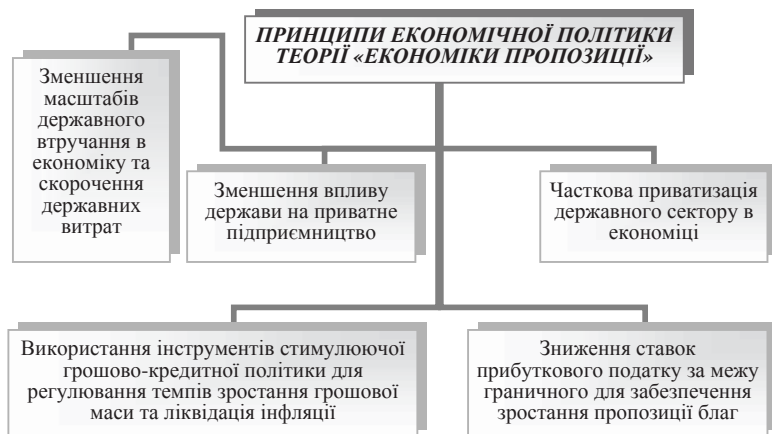 ПРИНЦИПИ ЕКОНОМІЧНОЇ ПОЛІТИКИ
ТЕОРІЇ «ЕКОНОМІКИ ПРОПОЗИЦІЇ»
Зменшення
масштабів
державного
втручання в
економіку та
скорочення
державних
витрат
Зменшення впливу
держави на приватне
підприємництво
Часткова приватизація
державного сектору в
економіці
Використання інструментів стимулюючої
грошово-кредитної політики для
регулювання темпів зростання грошової
маси та ліквідація інфляції
Зниження ставок
прибуткового податку за межу
граничного для забезпечення
зростання пропозиції благ